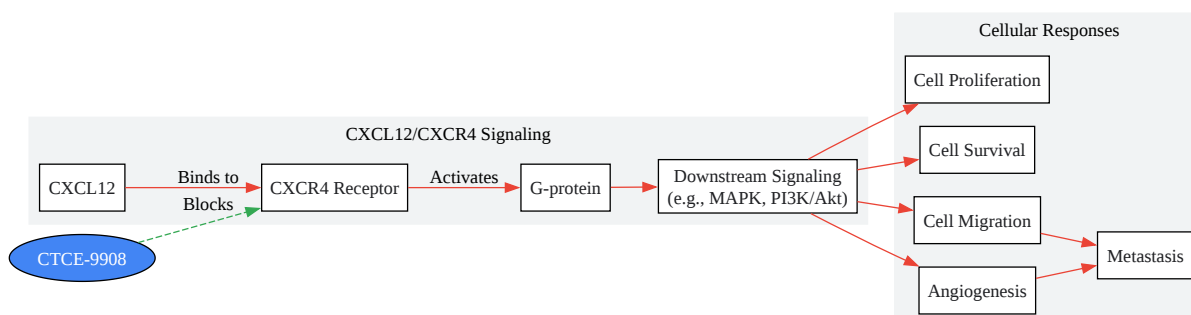 Cellular Responses
Cell Proliferation
CXCL12/CXCR4 Signaling
Cell Survival
CXCL12
Binds to
CXCR4 Receptor
Activates
G-protein
Downstream Signaling
(e.g., MAPK, PI3K/Akt)
Blocks
Cell Migration
CTCE-9908
Metastasis
Angiogenesis